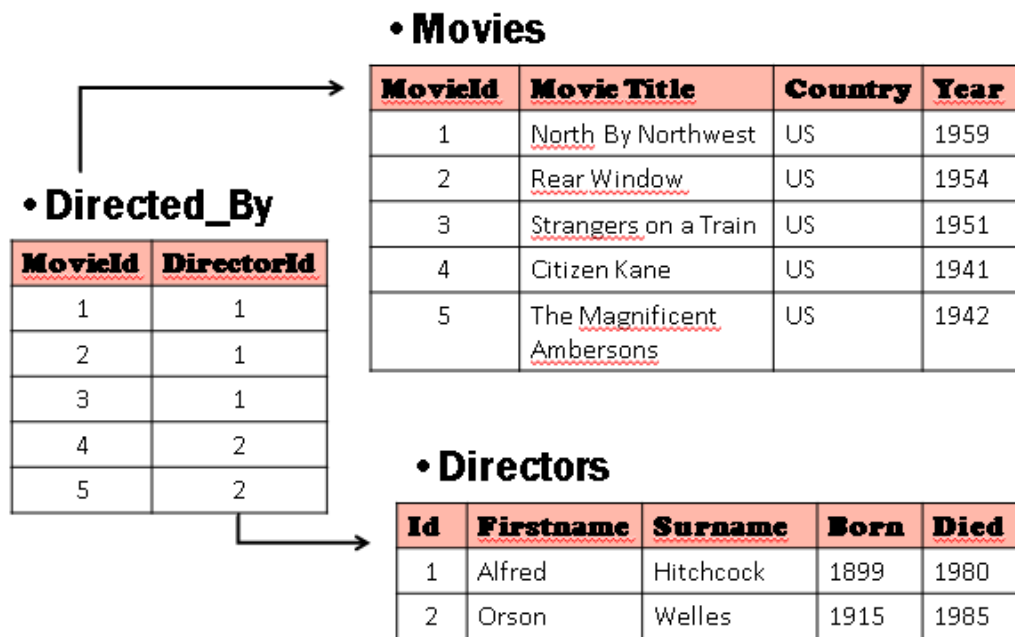 • Movies
MovieId Movie Title Country Year
1 North By Northwest US 1959
2 Rear Window US 1954
3 Strangers on a Train US 1951
4 Citizen Kane US 1941
5 The Magnificent US 1942
Ambersons
• Directed_By
MovieId DirectorId
1 1
2 1
3 1
4 2
5 2
• Directors
Id Firstname Surname Born Died
1 Alfred Hitchcock 1899 1980
2 Orson Welles 1915 1985